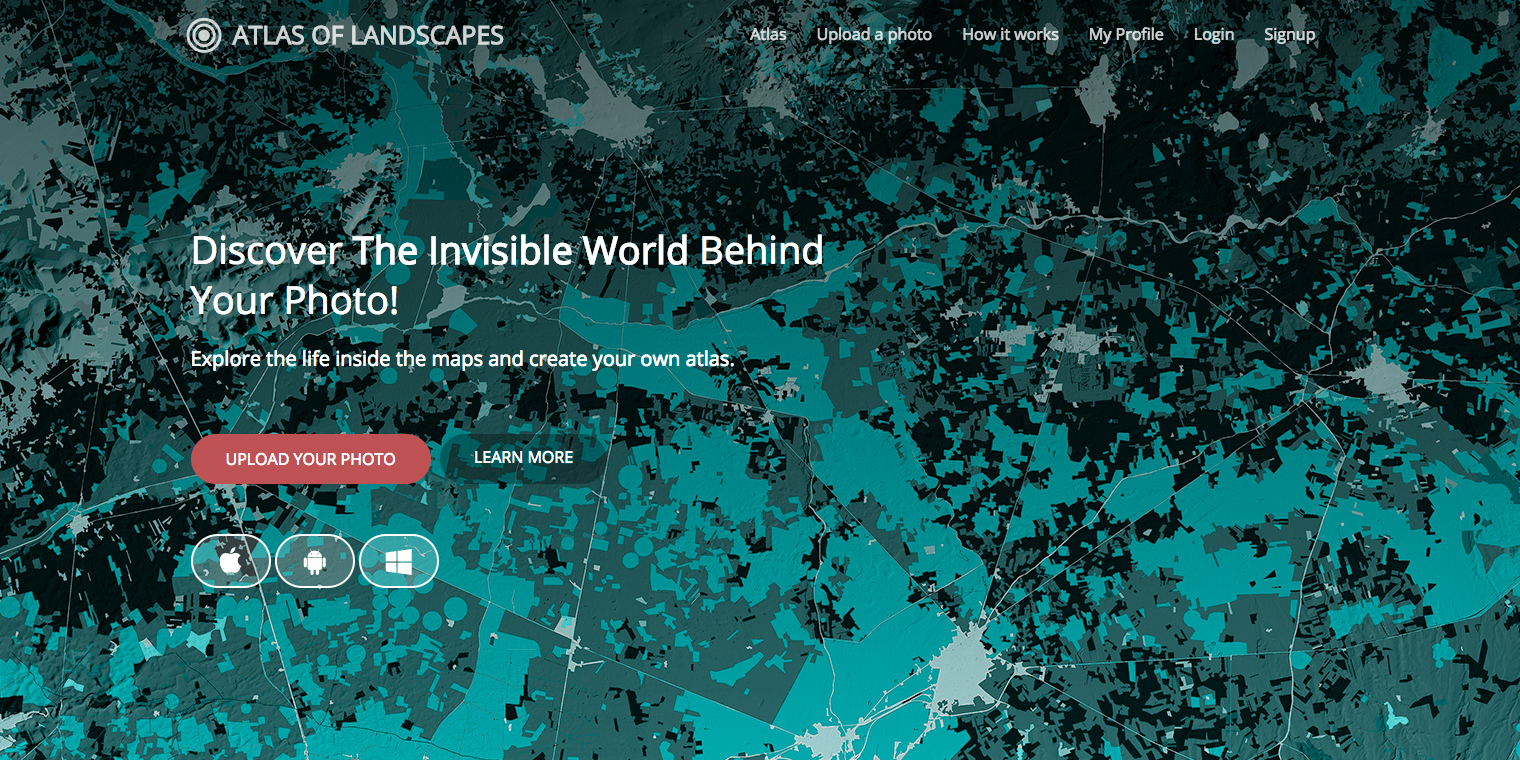 ATLAS OF LANDSCAPES
Atlas Upload a photo How it works My Profile Login Signup
Discover The Invisible World Behind
Your Photo!
Explore the life inside the maps and create your own atlas.
UPLOAD YOUR PHOTO
LEARN MORE